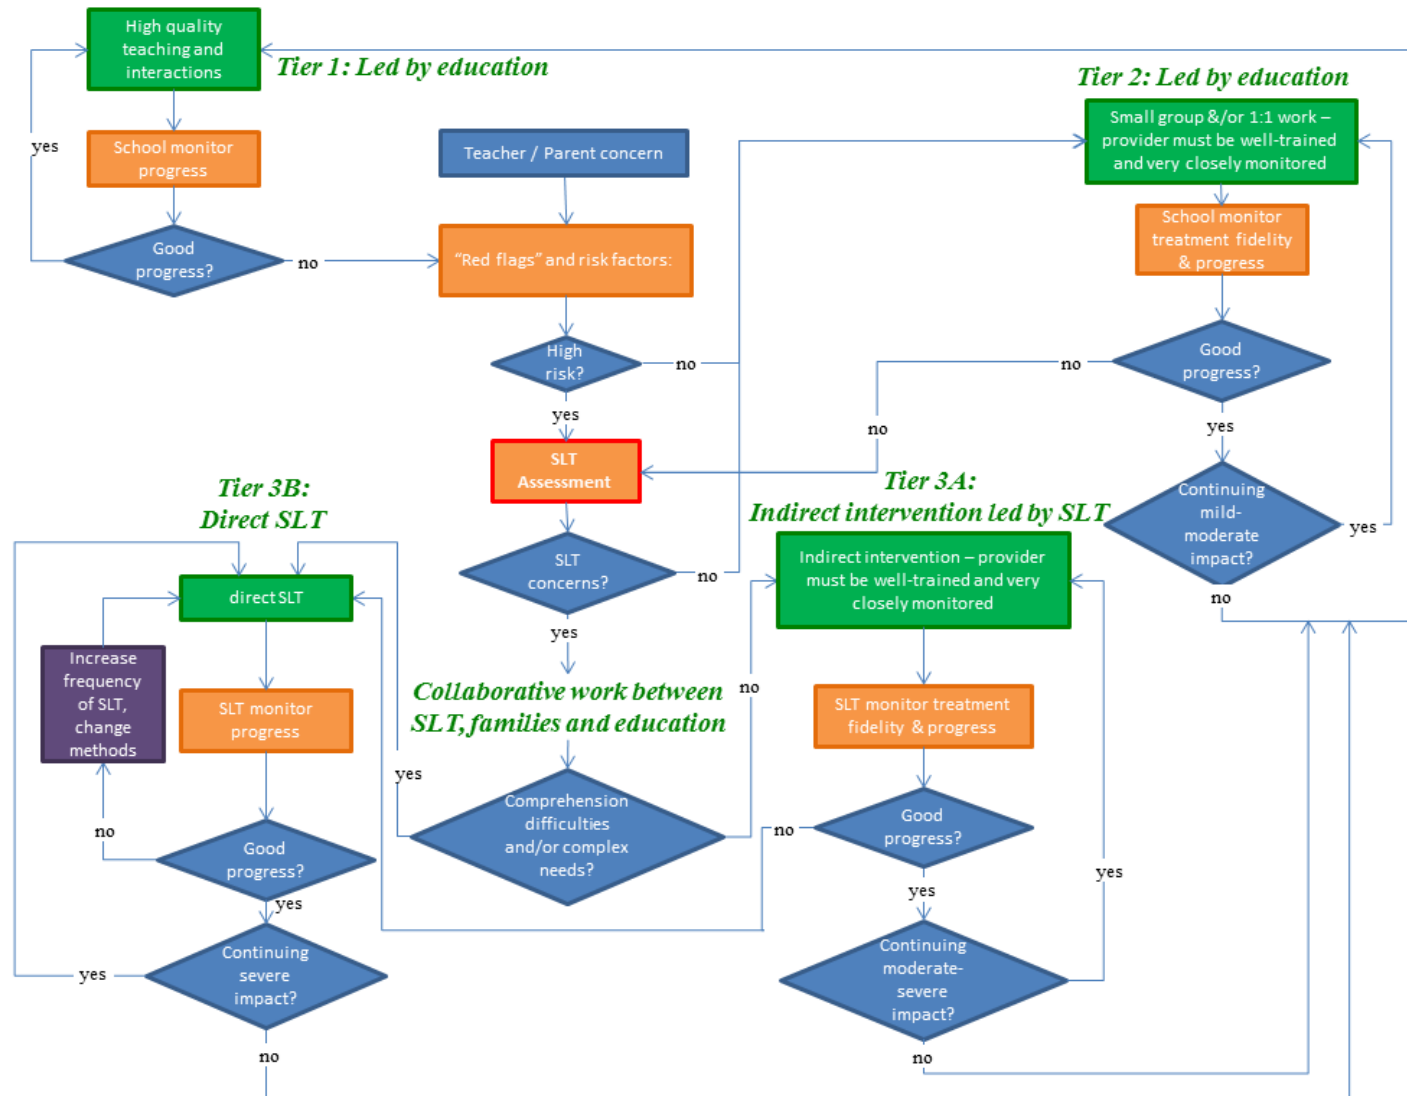 High quality
teaching and
interactions
Tier 1: Led by education
yes
School monitor
progress
Good
progress?
no
Teacher / Parent concern
“Red flags” and risk factors:
High
risk?
no
yes
SLT
Assessment
SLT
concerns?
no
yes
Collaborative work between
SLT, families and education
Comprehension
difficulties
and/or complex
needs?
yes
no
Tier 2: Led by education
Small group &/or 1:1 work –
provider must be well-trained
and very closely monitored
School monitor
treatment fidelity
& progress
Good
progress?
no
no
yes
Continuing
mild-
moderate
impact?
yes
no
Tier 3A:
Indirect intervention led by SLT
Indirect intervention – provider
must be well-trained and very
closely monitored
SLT monitor treatment
fidelity & progress
Good
progress?
no
yes
Continuing
moderate-
severe
impact?
yes
no
Tier 3B:
Direct SLT
direct SLT
Increase
frequency
of SLT,
change
methods
SLT monitor
progress
no
Good
progress?
yes
Continuing
severe
impact?
yes
no